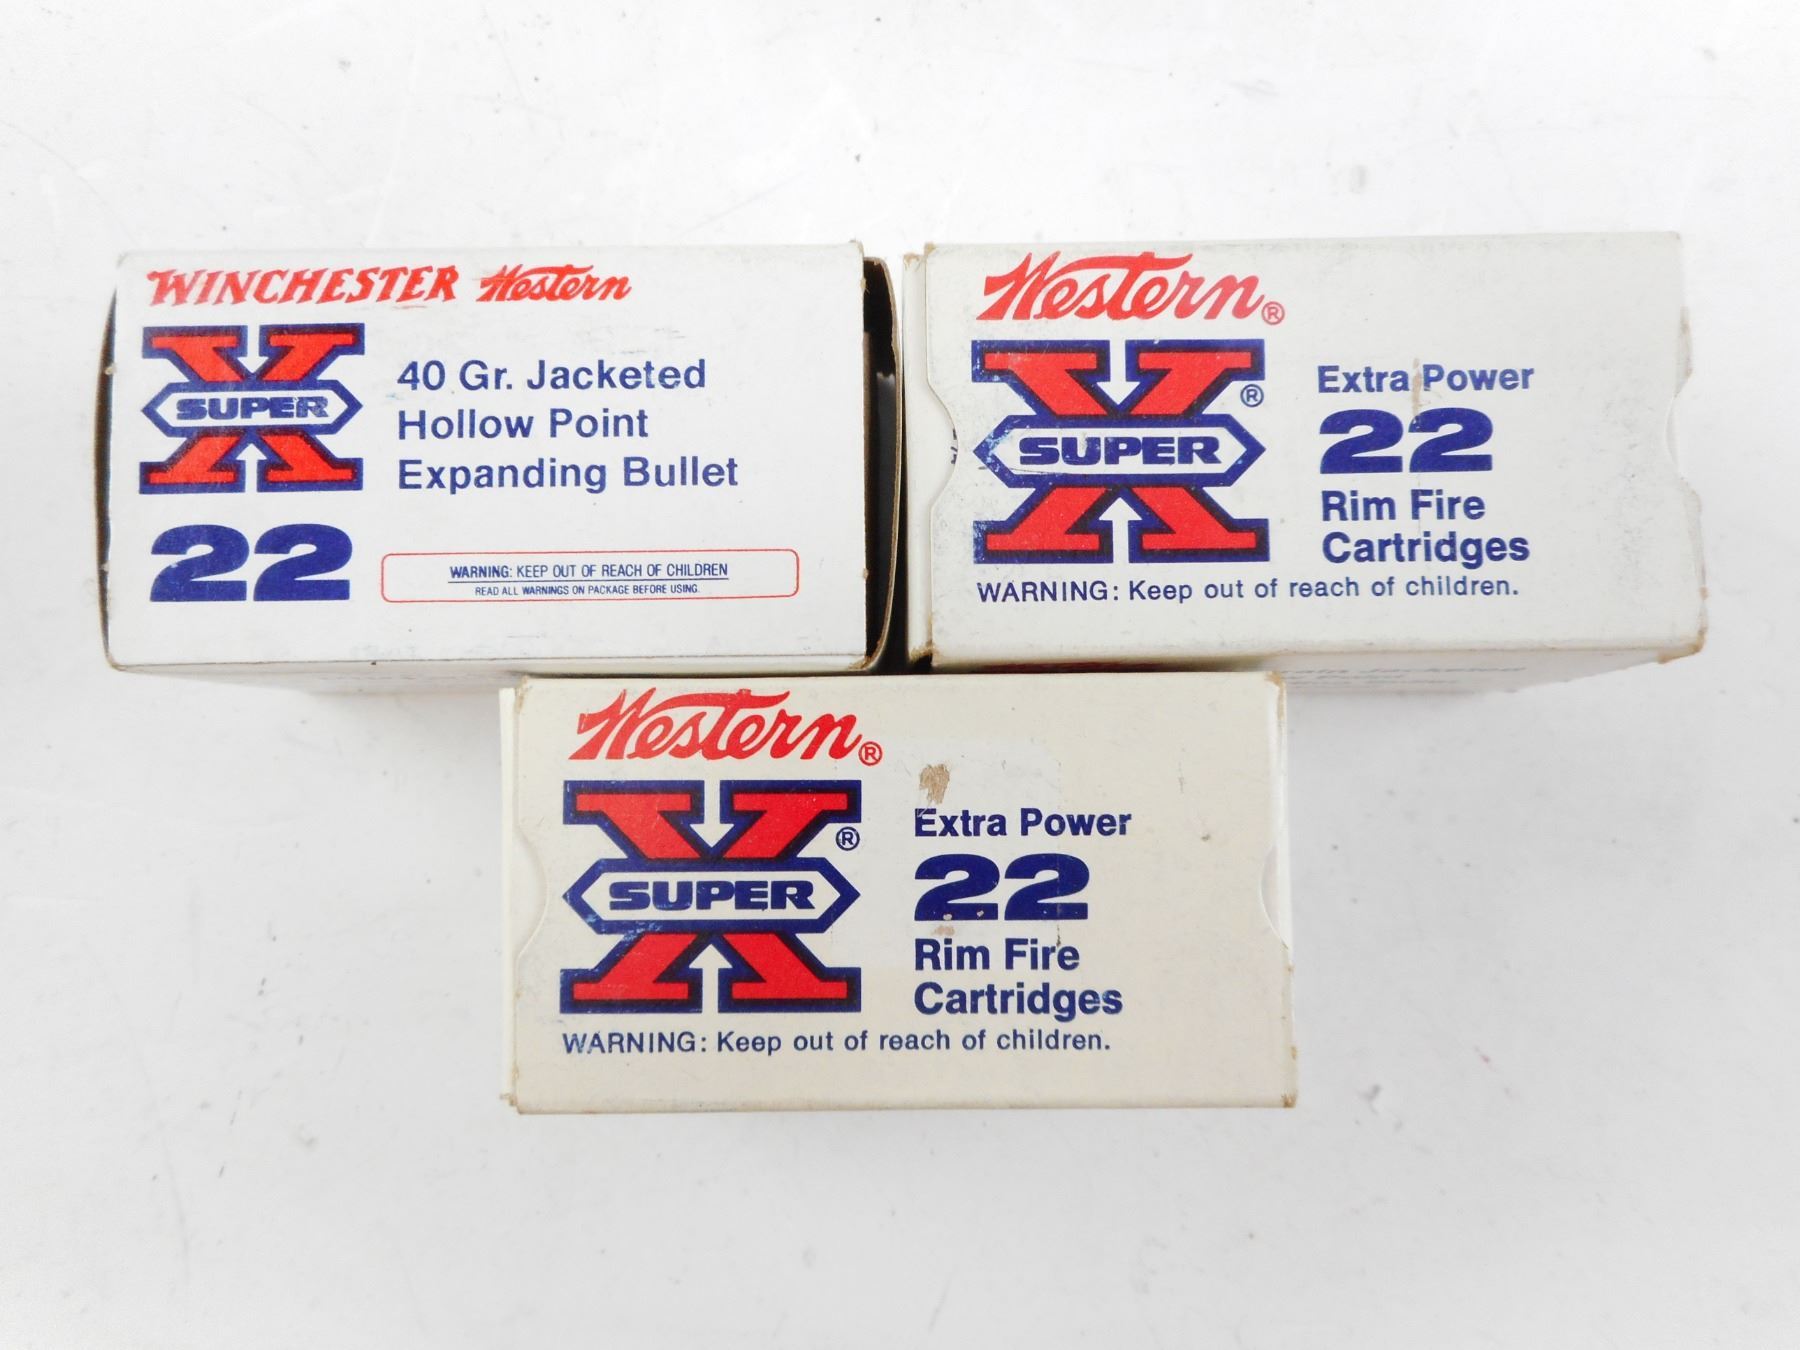 WINCHESTER Western
X
SUPER
40 Gr. Jacketed
Hollow Point
Expanding Bullet
22
WARNING: KEEP OUT OF REACH OF CHILDREN
READ ALL WARNINGS ON PACKAGE BEFORE USING.
Western®
X®
SUPER
Extra Power
22
Rim Fire
Cartridges
WARNING: Keep out of reach of children.
Western®
X®
SUPER
Extra Power
22
Rim Fire
Cartridges
WARNING: Keep out of reach of children.